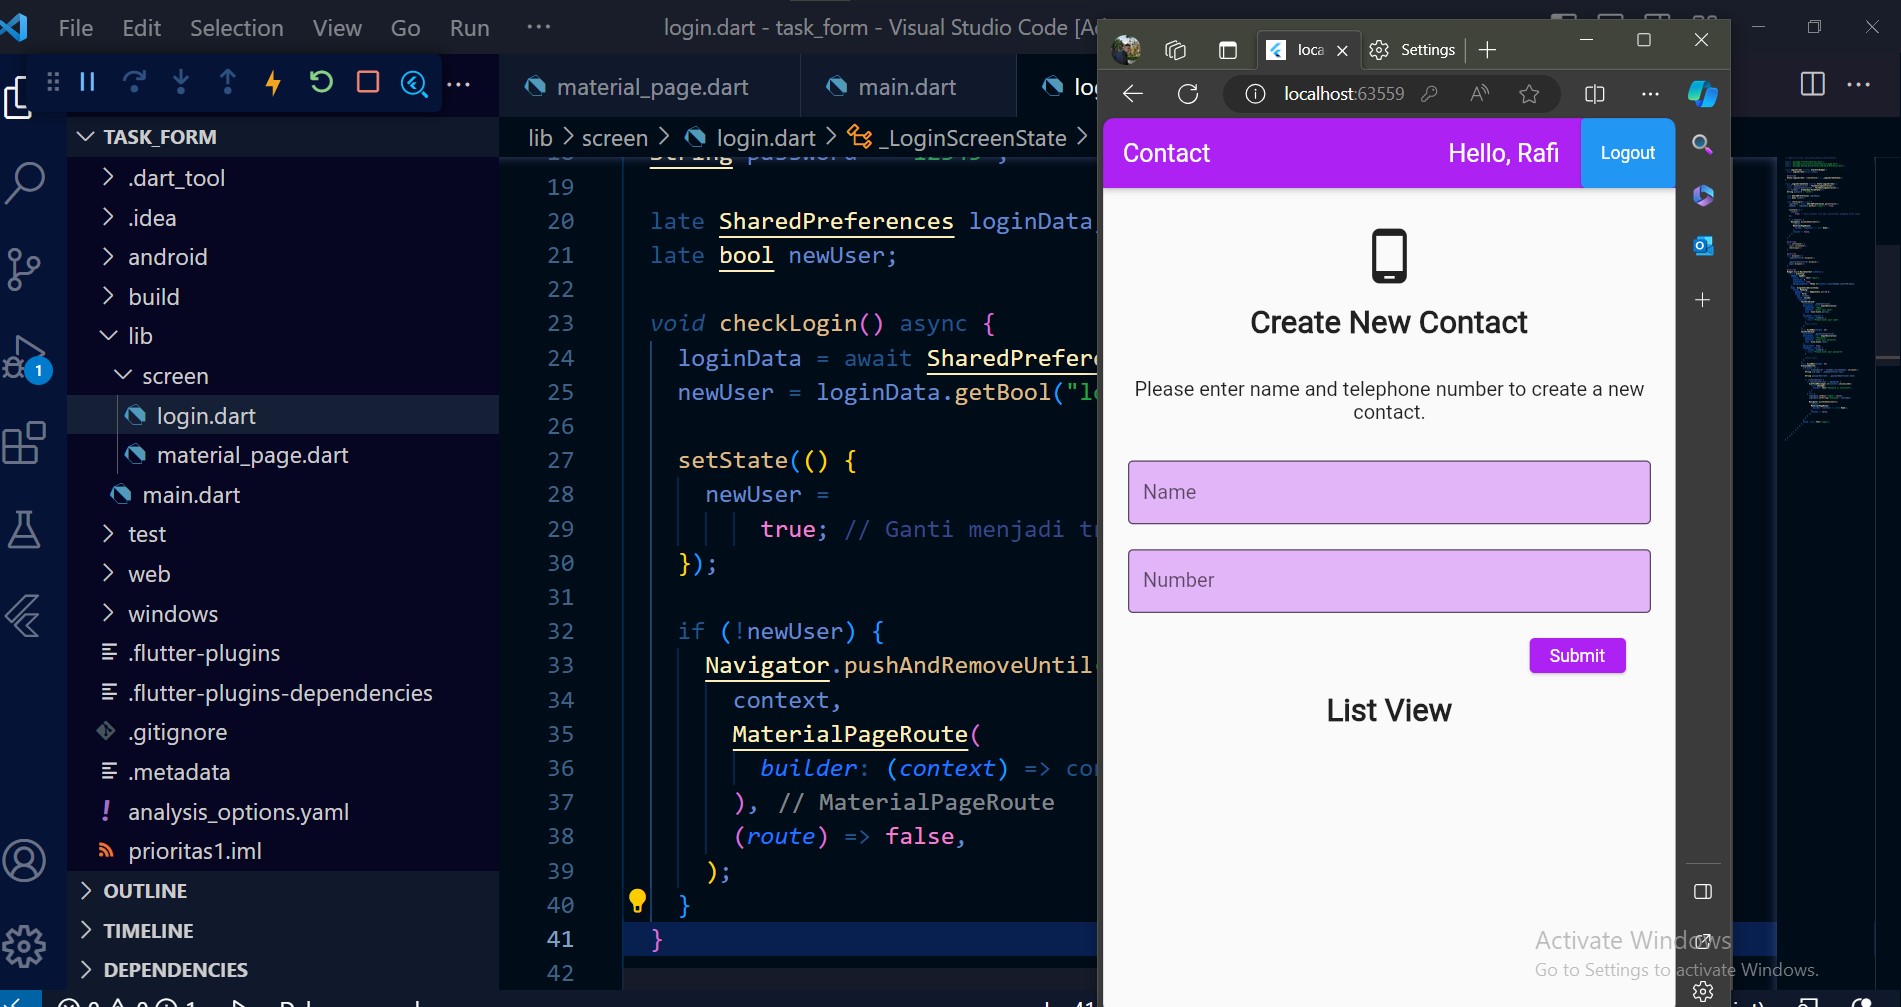 File Edit Selection View Go Run ···
login.dart - task_form - Visual Studio Code [A
material_page.dart
main.dart
TASK_FORM
.dart_tool
.idea
android
build
lib
screen
login.dart
material_page.dart
main.dart
test
web
windows
.flutter-plugins
.flutter-plugins-dependencies
.gitignore
.metadata
analysis_options.yaml
prioritas1.iml
OUTLINE
TIMELINE
DEPENDENCIES
1
lib > screen > login.dart > _LoginScreenState >
String password
19
20 late SharedPreferences loginData
21 late bool newUser;
22
23 void checkLogin() async {
24 loginData = await SharedPrefer
25 newUser = loginData.getBool("l
26
27 setState(() {
28 newUser =
29 true; // Ganti menjadi t
30 });
31
32 if (!newUser) {
33 Navigator.pushAndRemoveUntil
34 context,
35 MaterialPageRoute(
36 builder: (context) => co
37 ), // MaterialPageRoute
38 (route) => false,
39 );
40 }
41 }
42
loca
Settings
localhost:63559
Contact
Hello, Rafi
Logout
Create New Contact
Please enter name and telephone number to create a new
contact.
Name
Number
Submit
List View
Activate Windows
Go to Settings to activate Windows.